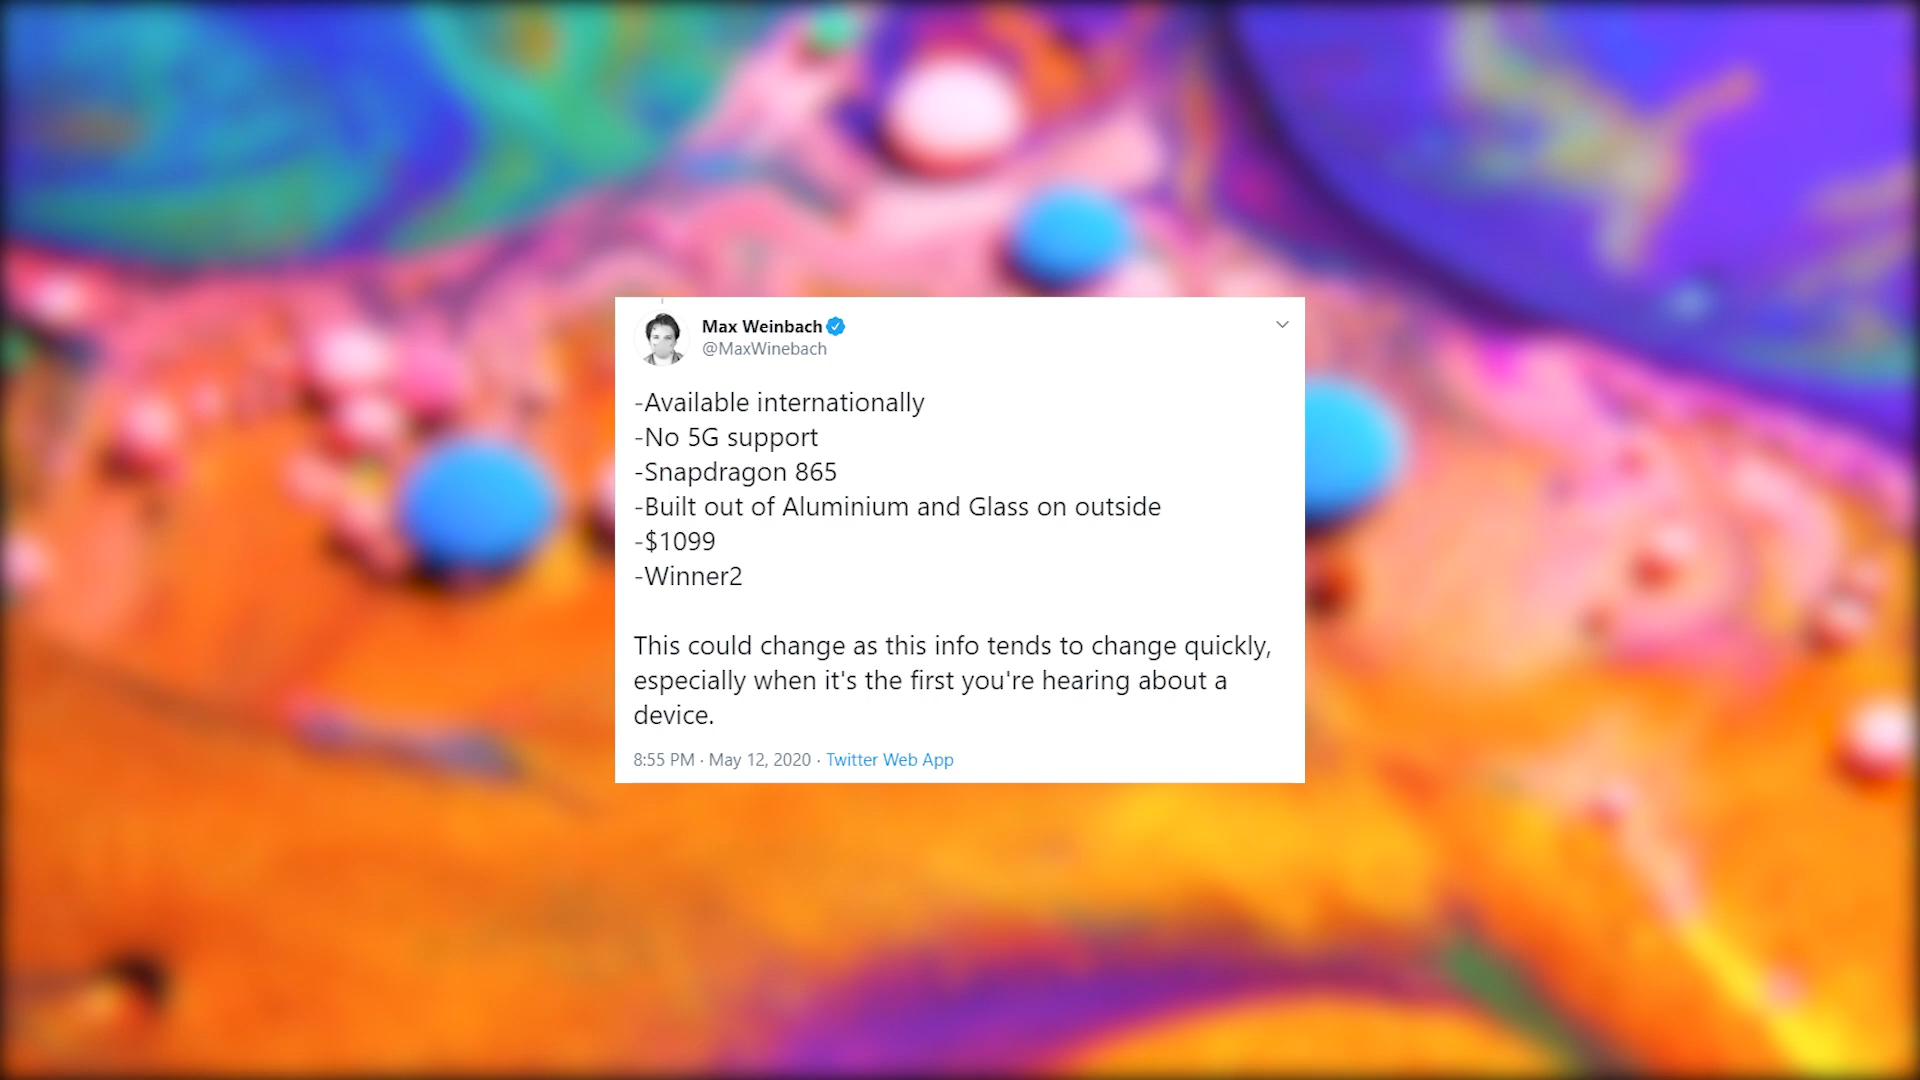 Max Weinbach
@MaxWinebach
-Available internationally
-No 5G support
-Snapdragon 865
-Built out of Aluminium and Glass on outside
-$1099
-Winner2
This could change as this info tends to change quickly,
especially when it's the first you're hearing about a
device.
8:55 PM · May 12, 2020 · Twitter Web App